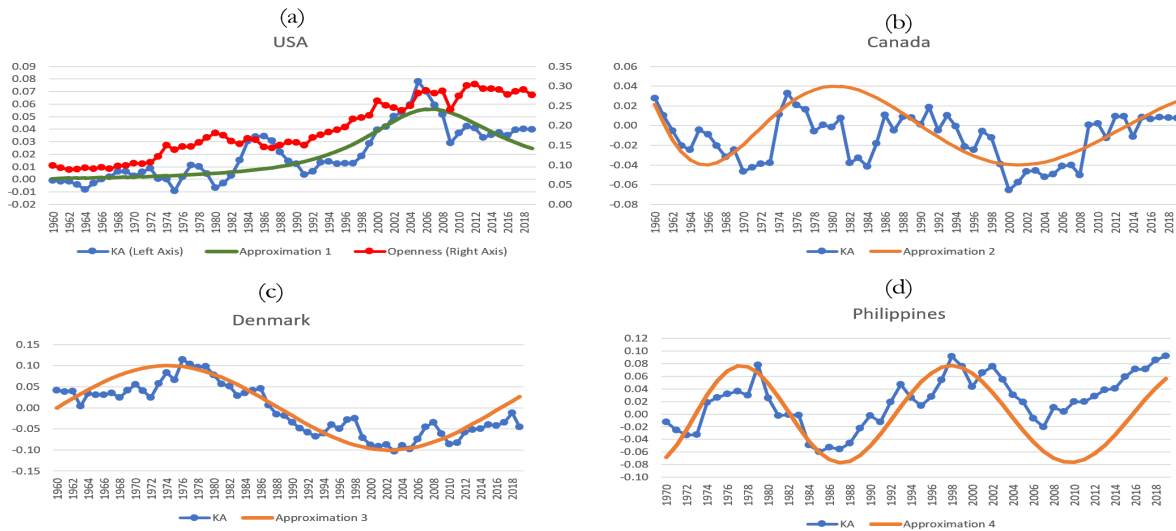 (a)
USA
0.09
0.08
0.07
0.06
0.05
0.04
0.03
0.02
0.01
0.00
-0.01
-0.02
0.35
0.30
0.25
0.20
0.15
0.10
0.05
0.00
1960 1962 1964 1966 1968 1970 1972 1974 1976 1978 1980 1982 1984 1986 1988 1990 1992 1994 1996 1998 2000 2002 2004 2006 2008 2010 2012 2014 2016 2018
KA (Left Axis) Approximation 1 Openness (Right Axis)
(b)
Canada
0.06
0.04
0.02
0.00
-0.02
-0.04
-0.06
-0.08
1960 1962 1964 1966 1968 1970 1972 1974 1976 1978 1980 1982 1984 1986 1988 1990 1992 1994 1996 1998 2000 2002 2004 2006 2008 2010 2012 2014 2016 2018
KA Approximation 2
(c)
Denmark
0.15
0.10
0.05
0.00
-0.05
-0.10
-0.15
1960 1962 1964 1966 1968 1970 1972 1974 1976 1978 1980 1982 1984 1986 1988 1990 1992 1994 1996 1998 2000 2002 2004 2006 2008 2010 2012 2014 2016 2018
KA Approximation 3
(d)
Philippines
0.12
0.10
0.08
0.06
0.04
0.02
0.00
-0.02
-0.04
-0.06
-0.08
1970 1972 1974 1976 1978 1980 1982 1984 1986 1988 1990 1992 1994 1996 1998 2000 2002 2004 2006 2008 2010 2012 2014 2016 2018
KA Approximation 4